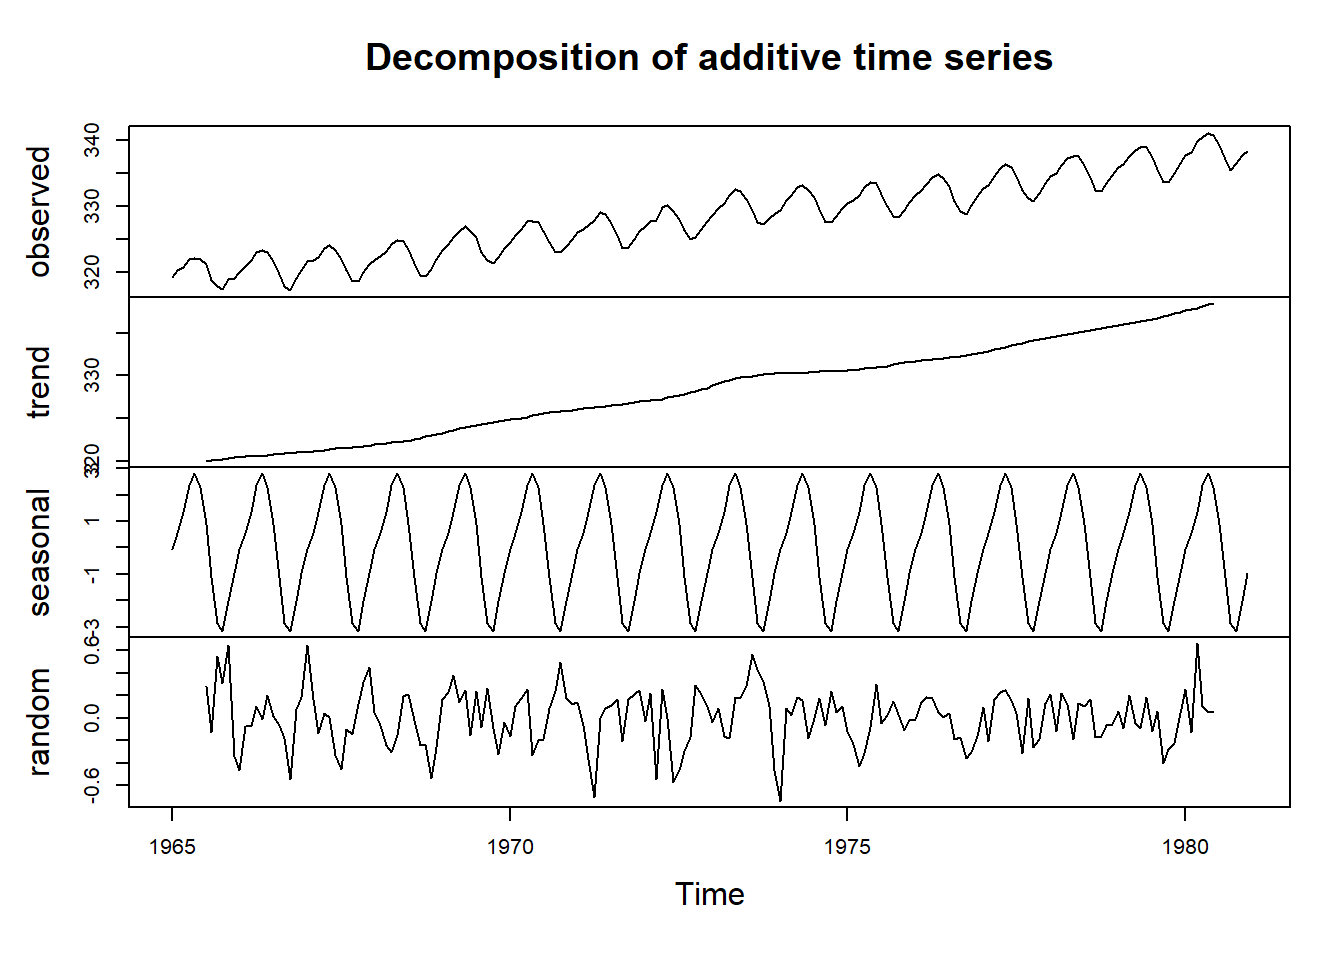 Decomposition of additive time series
observed
320 330 340
trend
320 330
seasonal
-3 -1 1 3
random
-0.6 0.0 0.6
1965 1970 1975 1980
Time